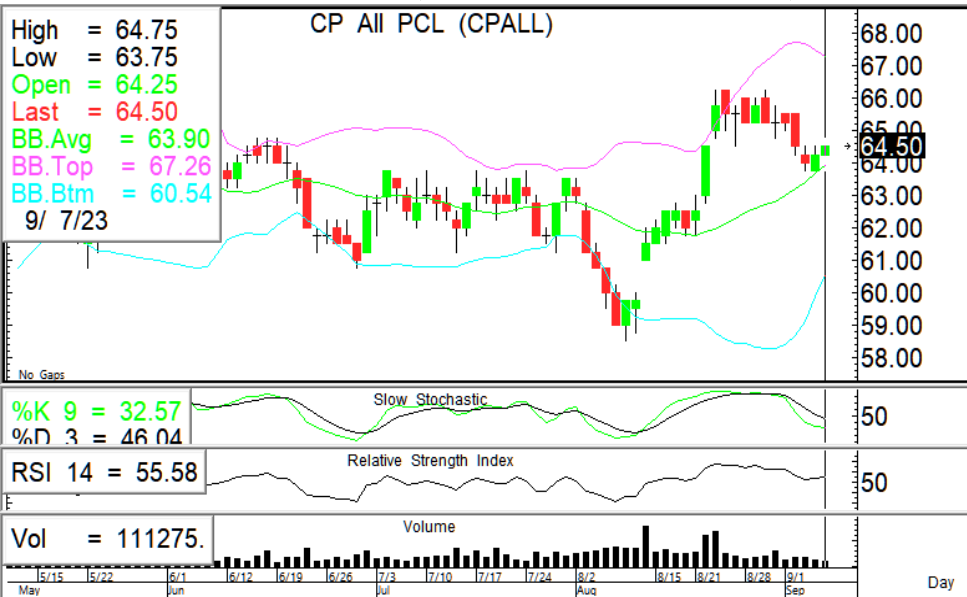 CP All PCL (CPALL)
High = 64.75
Low = 63.75
Open = 64.25
Last = 64.50
BB.Avg = 63.90
BB.Top = 67.26
BB.Btm = 60.54
9/ 7/23
68.00
67.00
66.00
65.00
64.50
64.00
63.00
62.00
61.00
60.00
59.00
58.00
No Gaps
Slow Stochastic
%K 9 = 32.57
%D 3 = 46.04
50
Relative Strength Index
RSI 14 = 55.58
50
Volume
Vol = 111275.
5/15 5/22 6/1 6/12 6/19 6/26 7/3 7/10 7/17 7/24 8/2 8/15 8/21 8/28 9/1
May Jun Jul Aug Sep
Day